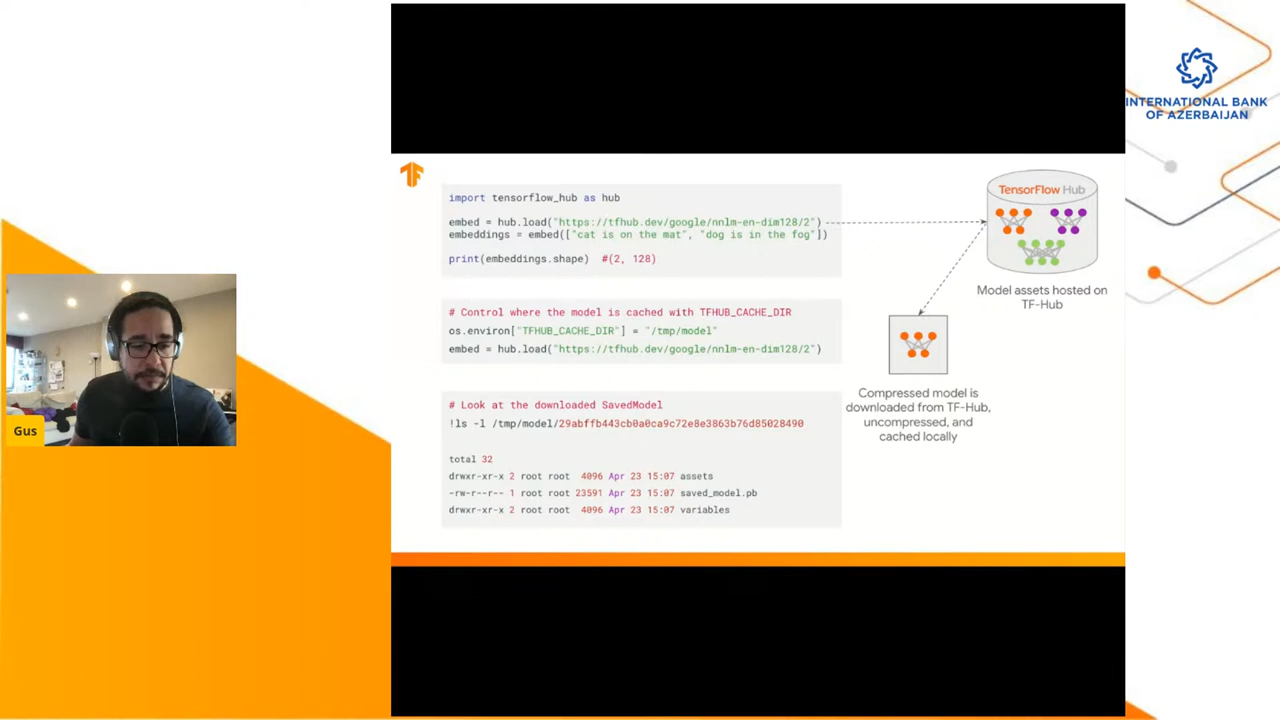 INTERNATIONAL BANK
OF AZERBAIJAN
import tensorflow_hub as hub
embed = hub.load("https://tfhub.dev/google/nnlm-en-dim128/2")
embeddings = embed(["cat is on the mat", "dog is in the fog"])
print(embeddings.shape)  #(2, 128)
# Control where the model is cached with TFHUB_CACHE_DIR
os.environ["TFHUB_CACHE_DIR"] = "/tmp/model"
embed = hub.load("https://tfhub.dev/google/nnlm-en-dim128/2")
# Look at the downloaded SavedModel
!ls -l /tmp/model/29abffb443cb0a0ca9c72e8e3863b76d85028490
total 32
drwxr-xr-x 2 root root  4096 Apr 23 15:07 assets
-rw-r--r-- 1 root root 23591 Apr 23 15:07 saved_model.pb
drwxr-xr-x 2 root root  4096 Apr 23 15:07 variables
TensorFlow Hub
Model assets hosted on
TF-Hub
Compressed model is
downloaded from TF-Hub,
uncompressed, and
cached locally
Gus